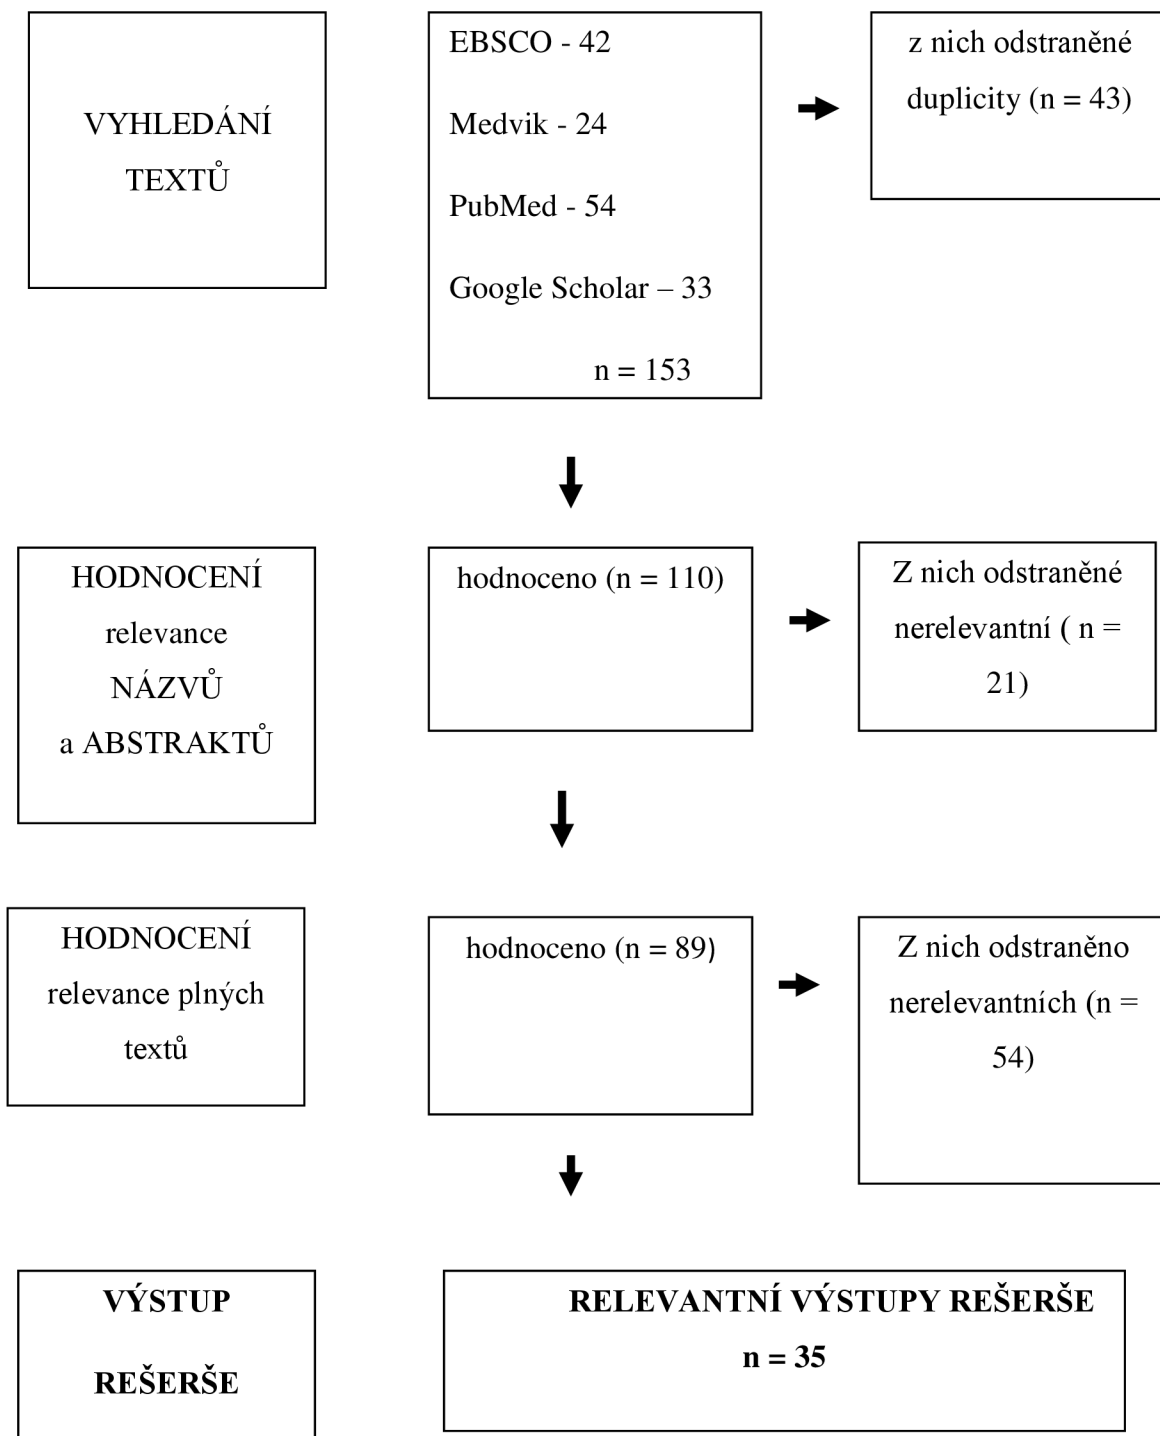 VYHLEDÁNÍ
TEXTŮ
EBSCO - 42
Medvik - 24
PubMed - 54
Google Scholar – 33
n = 153
z nich odstraněné
duplicity (n = 43)
HODNOCENÍ
relevance
NÁZVŮ
a ABSTRAKTŮ
hodnoceno (n = 110)
Z nich odstraněné
nerelevantní ( n =
21)
HODNOCENÍ
relevance plných
textů
hodnoceno (n = 89)
Z nich odstraněno
nerelevantních (n =
54)
VÝSTUP
REŠERŠE
RELEVANTNÍ VÝSTUPY REŠERŠE
n = 35